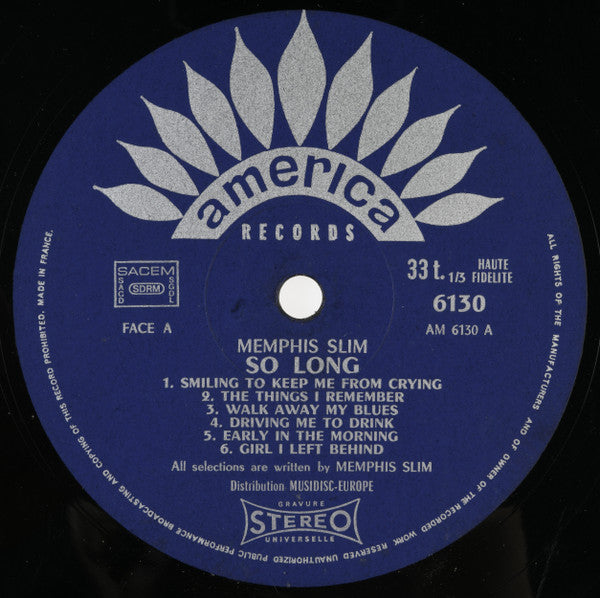 america
RECORDS
SACEM
SACD
SDRM
SGDL
FACE A
33 t. 1/3
HAUTE
FIDELITE
6130
AM 6130 A
MEMPHIS SLIM
SO LONG
1. SMILING TO KEEP ME FROM CRYING
2. THE THINGS I REMEMBER
3. WALK AWAY MY BLUES
4. DRIVING ME TO DRINK
5. EARLY IN THE MORNING
6. GIRL I LEFT BEHIND
All selections are written by MEMPHIS SLIM
Distribution MUSIDISC-EUROPE
GRAVURE
STEREO
UNIVERSELLE
ALL RIGHTS OF THE MANUFACTURERS AND OF OWNER OF THE RECORDED WORK RESERVED UNAUTHORIZED PUBLIC PERFORMANCE BROADCASTING AND COPYING OF THIS RECORD PROHIBITED. MADE IN FRANCE.